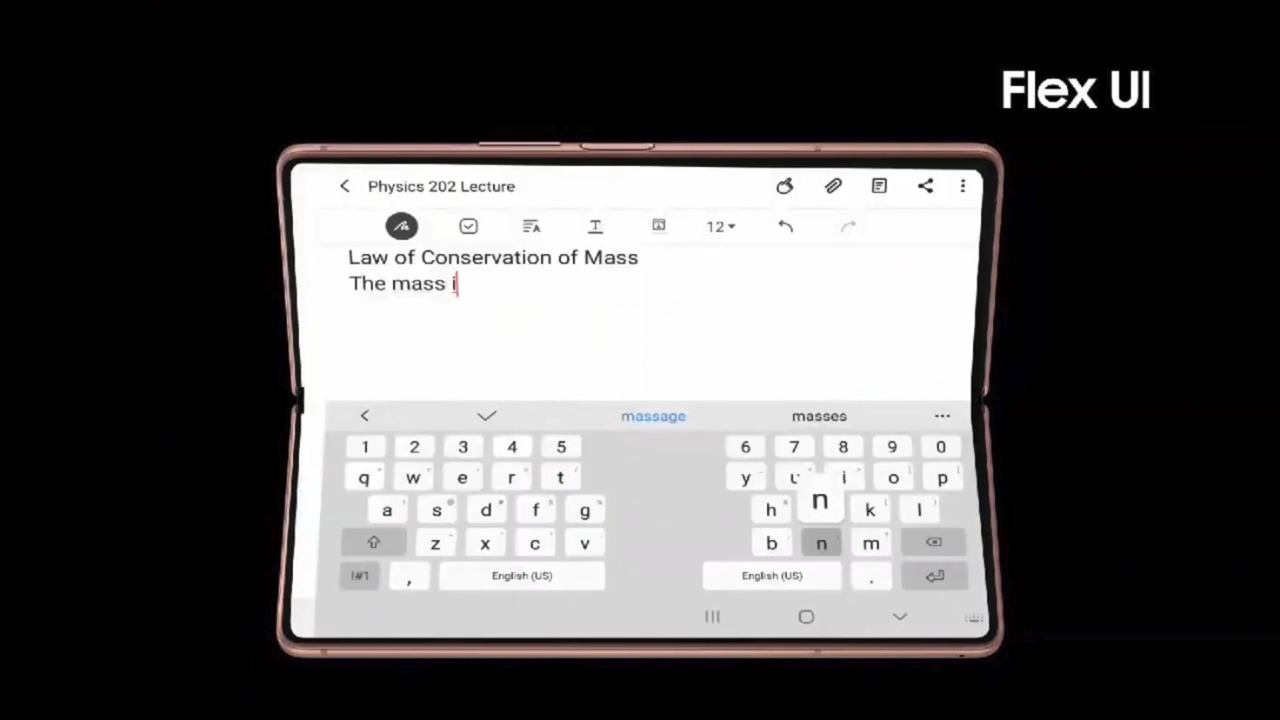 Flex UI
Physics 202 Lecture
12
Law of Conservation of Mass
The mass i
massage masses
1 2 3 4 5 6 7 8 9 0
q w e r t y u i o p
a s d f g h n k l
z x c v b n m
!#1 , English (US) English (US) .